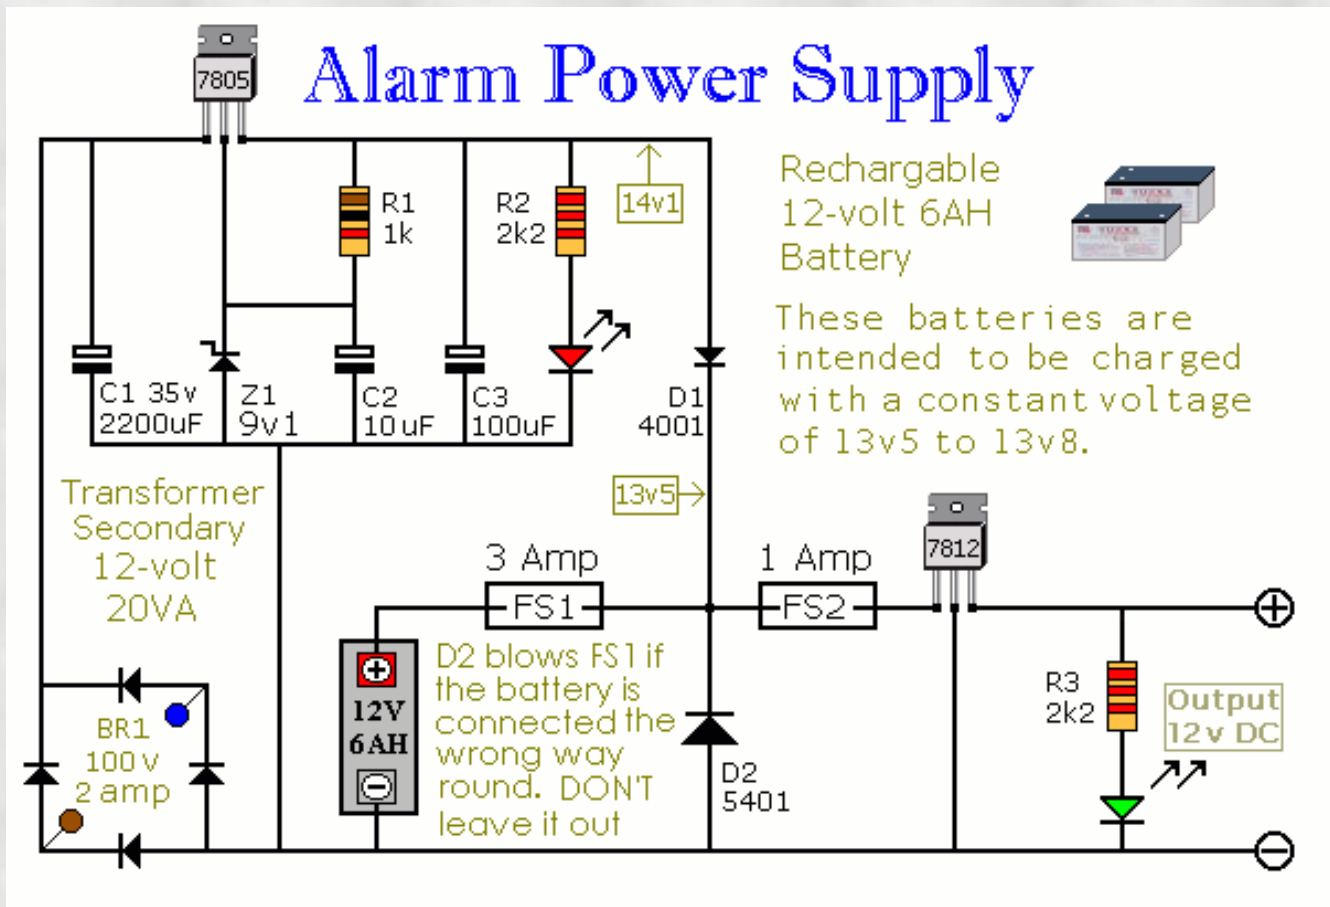 Alarm Power Supply
7805
Rechargable
12-volt 6AH
Battery
R1
1k
R2
2k2
14v1
These batteries are
intended to be charged
with a constant voltage
of 13v5 to 13v8.
C1 35v
2200uF
Z1
9v1
C2
10uF
C3
100uF
D1
4001
13v5
Transformer
Secondary
12-volt
20VA
3 Amp
FS1
1 Amp
FS2
7812
12V
6AH
D2 blows FS1 if
the battery is
connected the
wrong way
round. DON'T
leave it out
BR1
100v
2 amp
D2
5401
R3
2k2
Output
12v DC